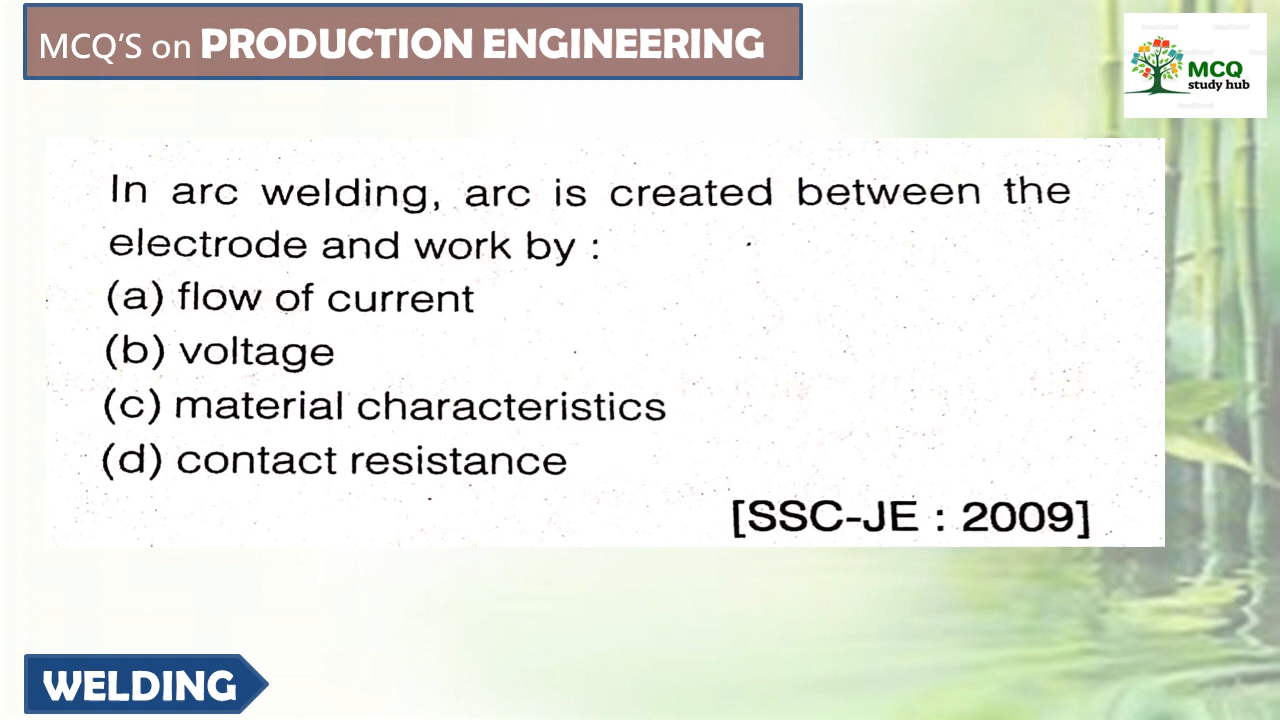 MCQ'S on PRODUCTION ENGINEERING
MCQ
study hub
In arc welding, arc is created between the
electrode and work by :
(a) flow of current
(b) voltage
(c) material characteristics
(d) contact resistance
[SSC-JE : 2009]
WELDING